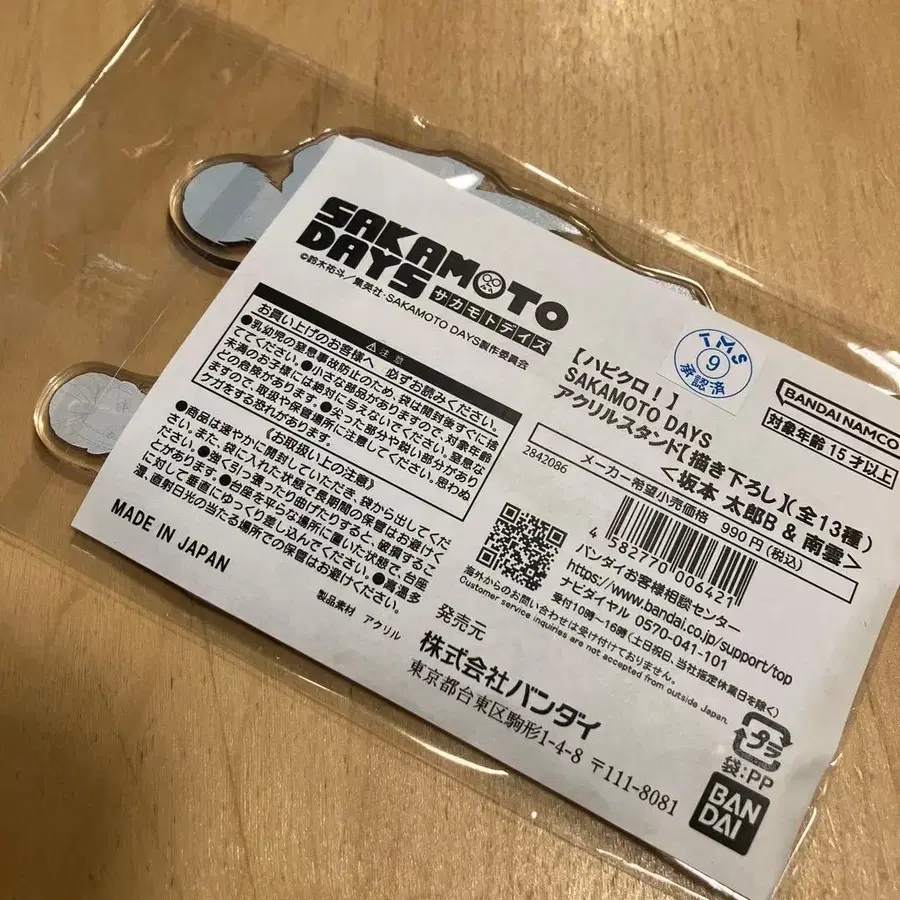 SAKAMOTO
DAYS サカモトデイズ
©鈴木祐斗/集英社・SAKAMOTO DAYS製作委員会
⚠注意
お買い上げのお客様へ 必ずお読みください。
●乳幼児の窒息事故防止のため、袋は開封後すぐに捨
ててください。●小さな部品がありますので、対象年齢
未満のお子様には絶対に与えないでください。窒息な
どの危険があります。●尖った部分や鋭い部分があり
ますので、取扱や保管場所に注意してください。思わぬ
ケガをする恐れがあります。
《お取扱い上の注意》
●商品は速やかに開封していただき、袋から出してくだ
さい。また、袋に入れた状態で長期間の保管はお避けく
ださい。●強く引っ張ったり曲げたりすると、破損するこ
とがあります。●台座を平らな場所に置いた状態で、台座
に対して垂直にゆっくり差し込んでください。●高温多
湿、直射日光の当たる場所での保管はお避けください。
MADE IN JAPAN
製品素材 アクリル
TMS
9
承認済
BANDAI NAMCO
対象年齢 15才以上
【ハピクロ!】
SAKAMOTO DAYS
アクリルスタンド【描き下ろし】(全13種)
<坂本 太郎B & 南雲>
2842086
メーカー希望小売価格 990円(税込)
4 582770 006421
バンダイお客様相談センター
https://www.bandai.co.jp/support/top
ナビダイヤル 0570-041-101
受付10時~16時(土日祝日、当社指定休業日を除く)
海外からのお問い合わせは受け付けておりません。
Customer service inquiries are not accepted from outside Japan.
発売元
株式会社バンダイ
東京都台東区駒形1-4-8 〒111-8081
プラ
袋:PP
BAN
DAI